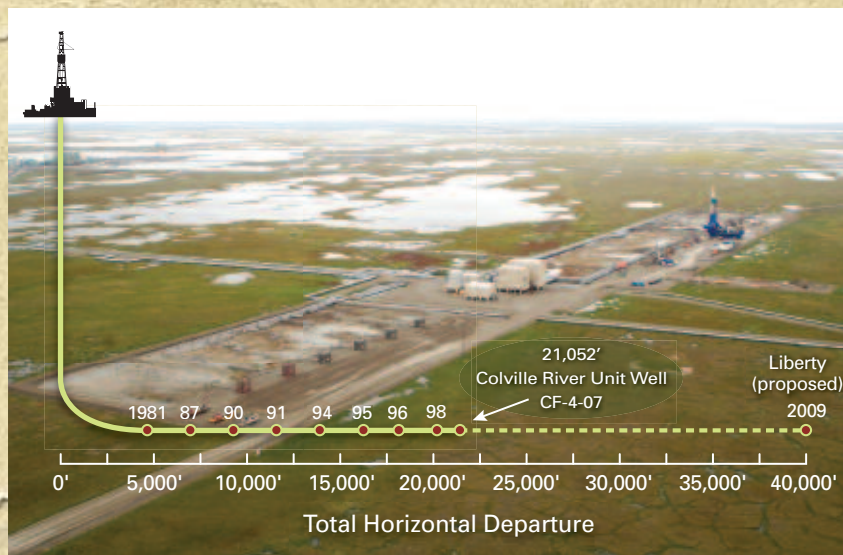 21,052’
Colville River Unit Well
CF-4-07
Liberty
(proposed)
1981 87 90 91 94 95 96 98 2009
0' 5,000' 10,000' 15,000' 20,000' 25,000' 30,000' 35,000' 40,000'
Total Horizontal Departure